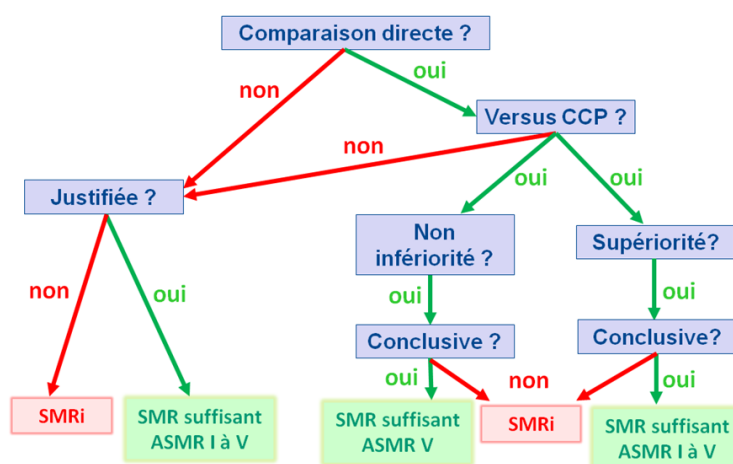 Comparaison directe ?
non
oui
Versus CCP ?
non
oui
oui
Justifiée ?
Non
infériorité ?
Supériorité?
non
oui
oui
oui
Conclusive ?
Conclusive?
oui
non
oui
SMRi
SMR suffisant
ASMR I à V
SMR suffisant
ASMR V
SMRi
SMR suffisant
ASMR I à V